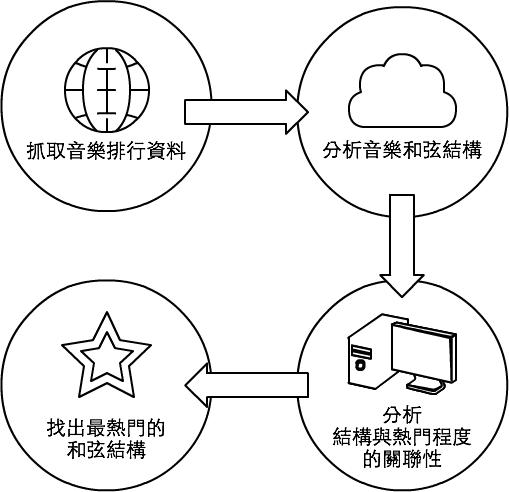 抓取音樂排行資料
分析音樂和弦結構
分析
結構與熱門程度
的關聯性
找出最熱門的
和弦結構